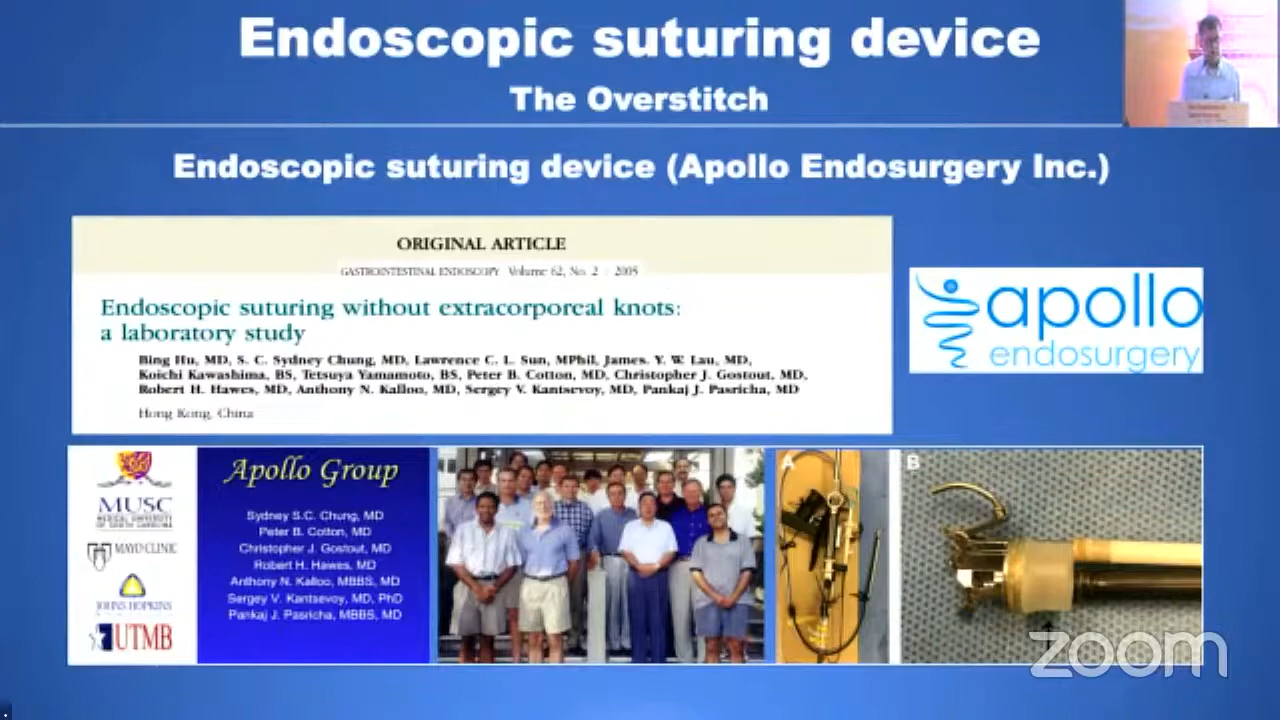 Endoscopic suturing device
The Overstitch
Endoscopic suturing device (Apollo Endosurgery Inc.)
ORIGINAL ARTICLE
GASTROINTESTINAL ENDOSCOPY Volume 62, No. 2 : 2005
Endoscopic suturing without extracorporeal knots:
a laboratory study
Bing Hu, MD, S. C. Sydney Chung, MD, Lawrence C. L. Sun, MPhil, James. Y. W. Lau, MD,
Koichi Kawashima, BS, Tetsuya Yamamoto, BS, Peter B. Cotton, MD, Christopher J. Gostout, MD,
Robert H. Hawes, MD, Anthony N. Kalloo, MD, Sergey V. Kantsevoy, MD, Pankaj J. Pasricha, MD
Hong Kong, China
apollo
endosurgery
MUSC
MEDICAL UNIVERSITY
OF SOUTH CAROLINA
MAYO CLINIC
JOHNS HOPKINS
UTMB
Apollo Group
Sydney S.C. Chung, MD
Peter B. Cotton, MD
Christopher J. Gostout, MD
Robert H. Hawes, MD
Anthony N. Kalloo, MBBS, MD
Sergey V. Kantsevoy, MD, PhD
Pankaj J. Pasricha, MBBS, MD
A
B
zoom